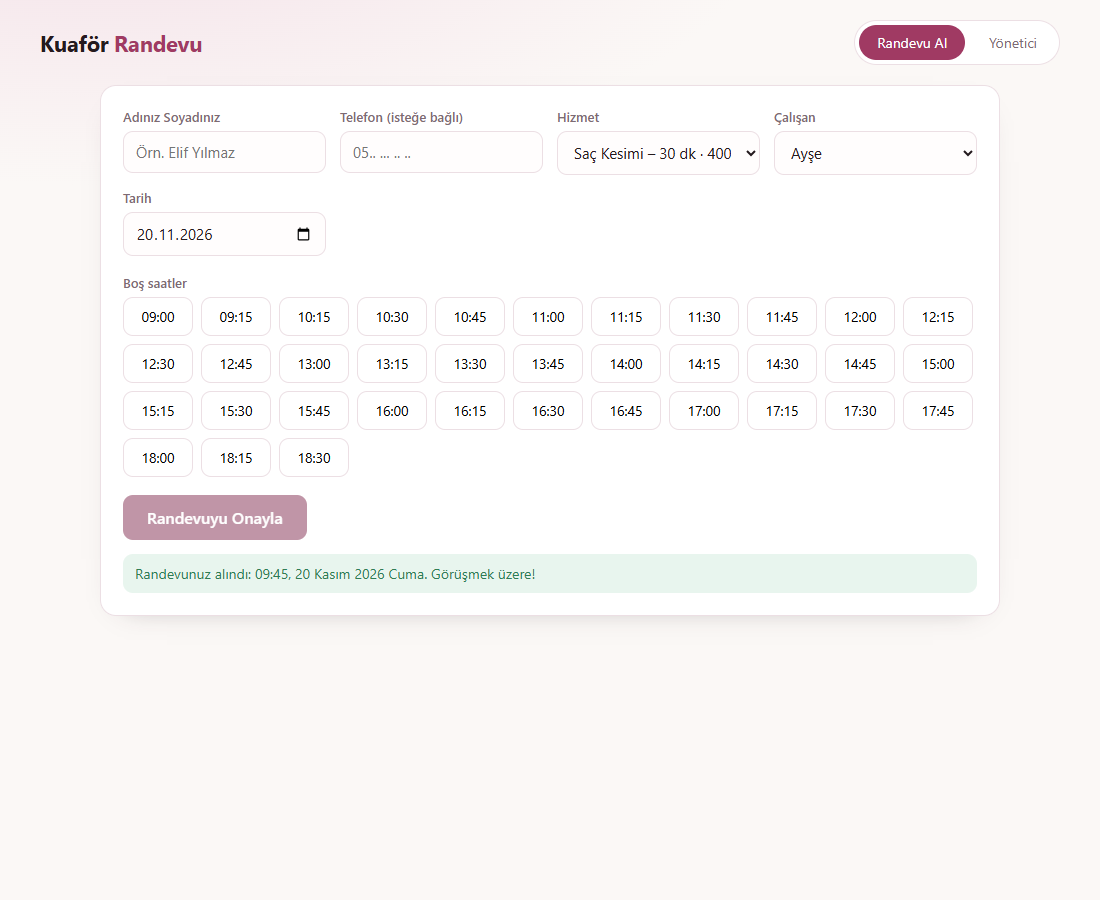 Kuaför Randevu
Randevu Al
Yönetici
Adınız Soyadınız
Telefon (isteğe bağlı)
Hizmet
Çalışan
Örn. Elif Yılmaz
05.. ... .. ..
Saç Kesimi – 30 dk · 400
Ayşe
Tarih
20.11.2026
Boş saatler
09:00 09:15 10:15 10:30 10:45 11:00 11:15 11:30 11:45 12:00 12:15
12:30 12:45 13:00 13:15 13:30 13:45 14:00 14:15 14:30 14:45 15:00
15:15 15:30 15:45 16:00 16:15 16:30 16:45 17:00 17:15 17:30 17:45
18:00 18:15 18:30
Randevuyu Onayla
Randevunuz alındı: 09:45, 20 Kasım 2026 Cuma. Görüşmek üzere!